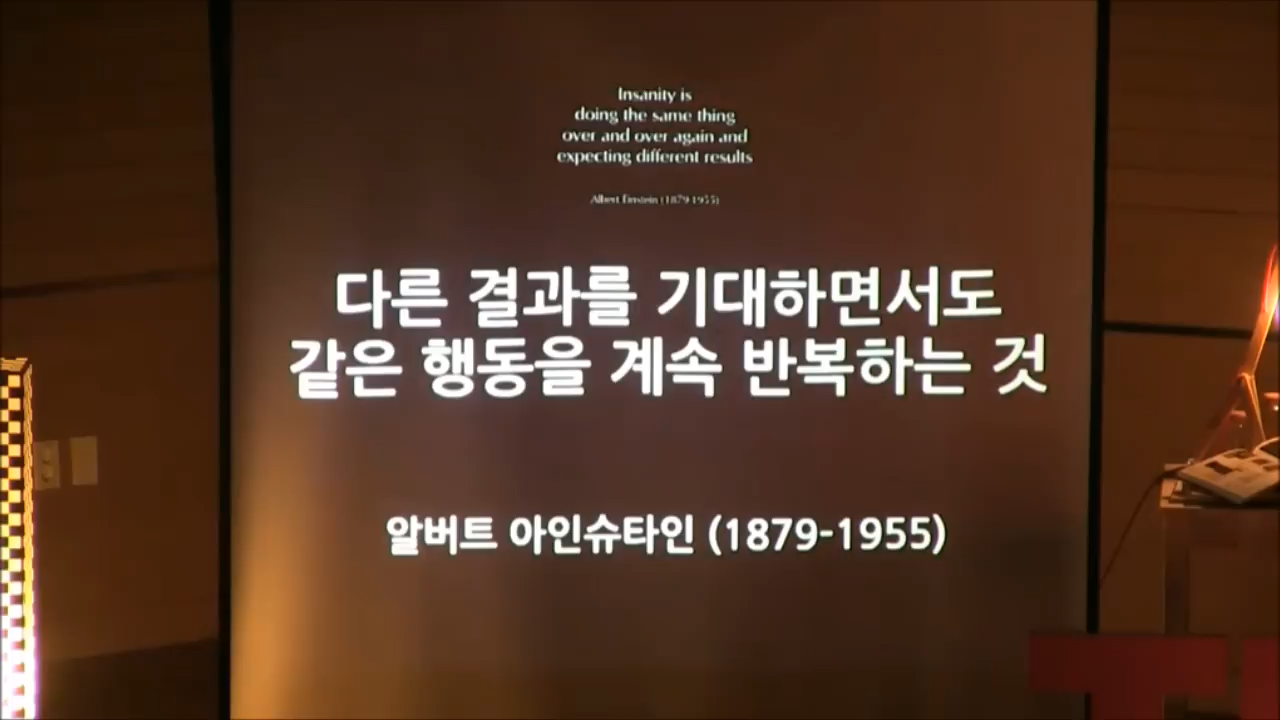 Insanity is
doing the same thing
over and over again and
expecting different results
Albert Einstein (1879-1955)
다른 결과를 기대하면서도
같은 행동을 계속 반복하는 것
알버트 아인슈타인 (1879-1955)